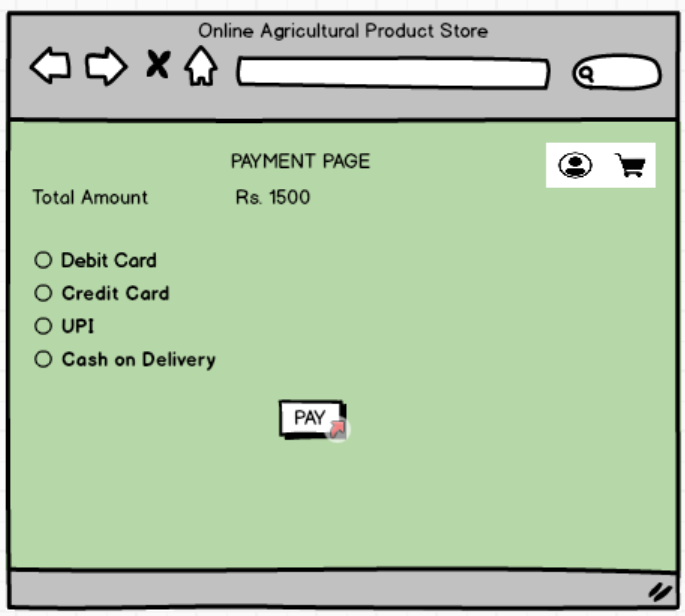 Online Agricultural Product Store
PAYMENT PAGE
Total Amount Rs. 1500
Debit Card
Credit Card
UPI
Cash on Delivery
PAY